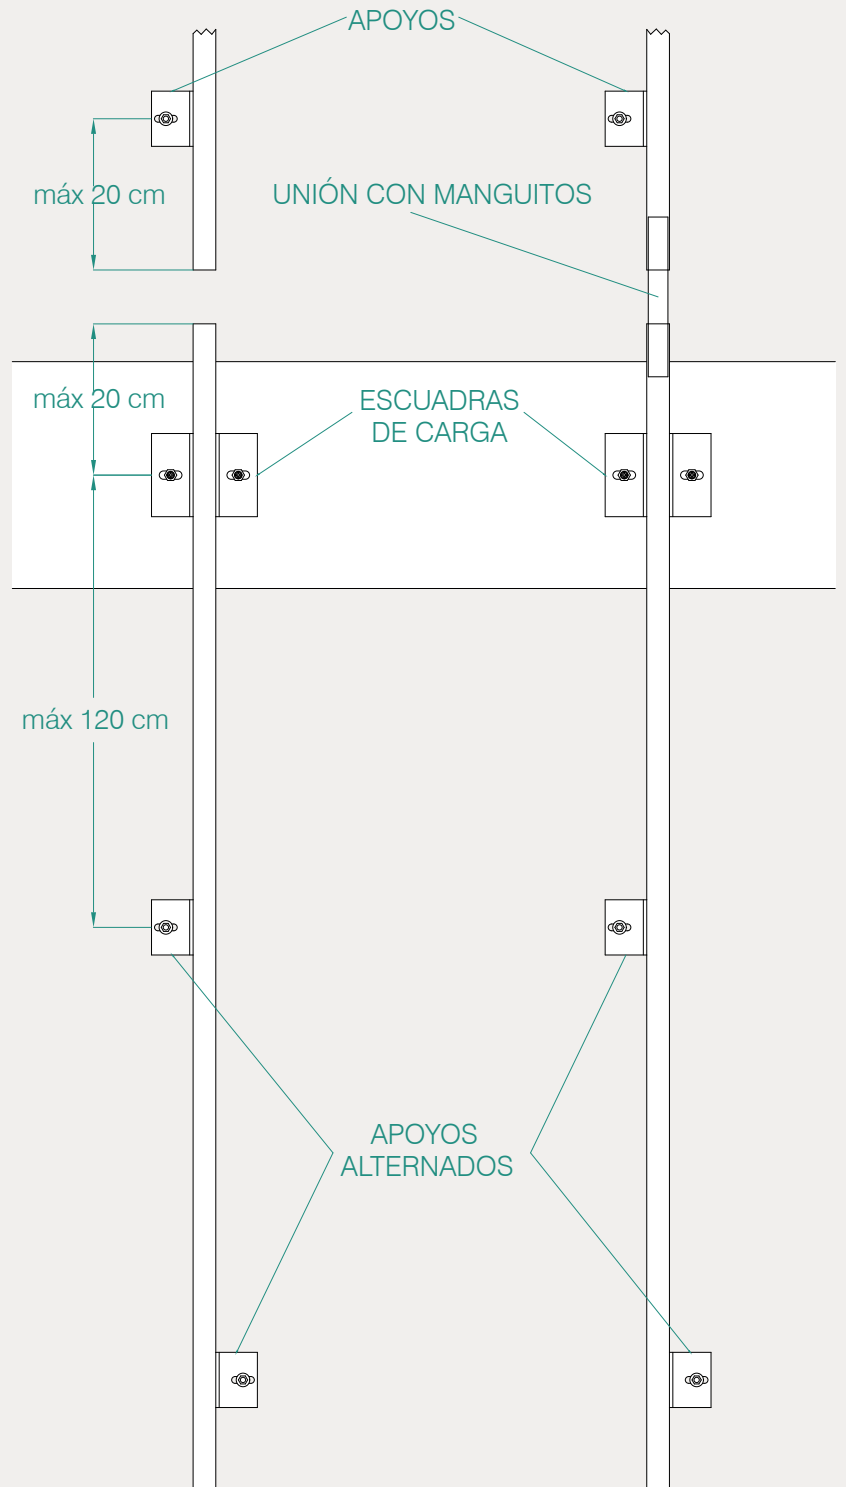 APOYOS
máx 20 cm
UNIÓN CON MANGUITOS
máx 20 cm
ESCUADRAS
DE CARGA
máx 120 cm
APOYOS
ALTERNADOS